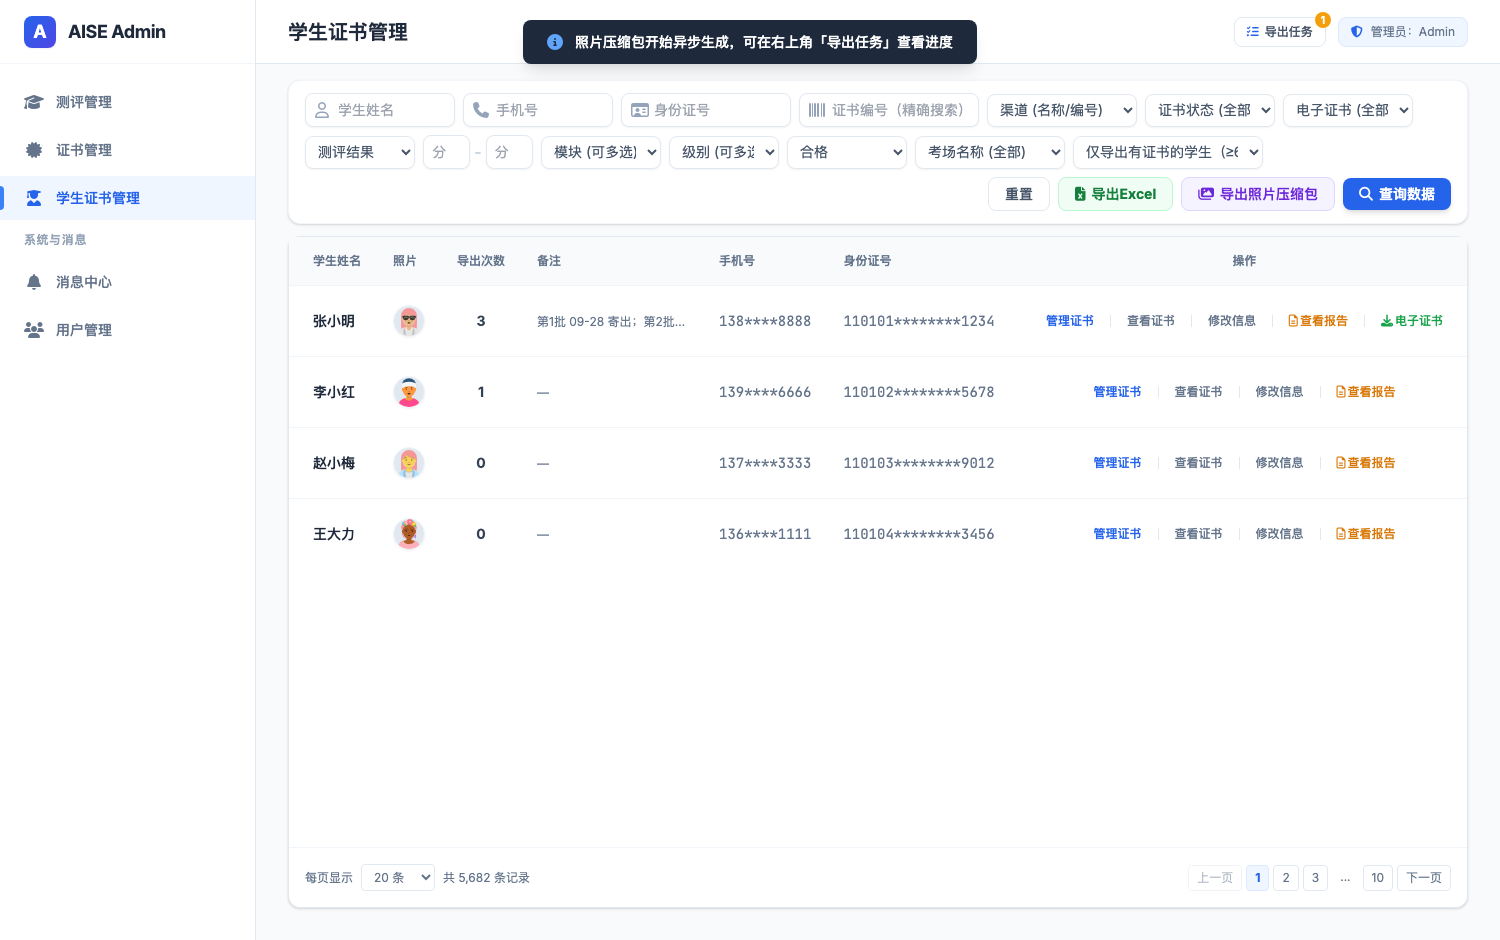 A AISE Admin
测评管理
证书管理
学生证书管理
系统与消息
消息中心
用户管理
学生证书管理
照片压缩包开始异步生成，可在右上角「导出任务」查看进度
导出任务 1
管理员：Admin
学生姓名 手机号 身份证号 证书编号（精确搜索） 渠道 (名称/编号) 证书状态 (全部 电子证书 (全部
测评结果 分 - 分 模块 (可多选) 级别 (可多选 合格 考场名称 (全部) 仅导出有证书的学生（≥6
重置 导出Excel 导出照片压缩包 查询数据
学生姓名 照片 导出次数 备注 手机号 身份证号 操作
张小明 3 第1批 09-28 寄出；第2批... 138****8888 110101********1234 管理证书 查看证书 修改信息 查看报告 电子证书
李小红 1 — 139****6666 110102********5678 管理证书 查看证书 修改信息 查看报告
赵小梅 0 — 137****3333 110103********9012 管理证书 查看证书 修改信息 查看报告
王大力 0 — 136****1111 110104********3456 管理证书 查看证书 修改信息 查看报告
每页显示 20 条 共 5,682 条记录 上一页 1 2 3 ... 10 下一页